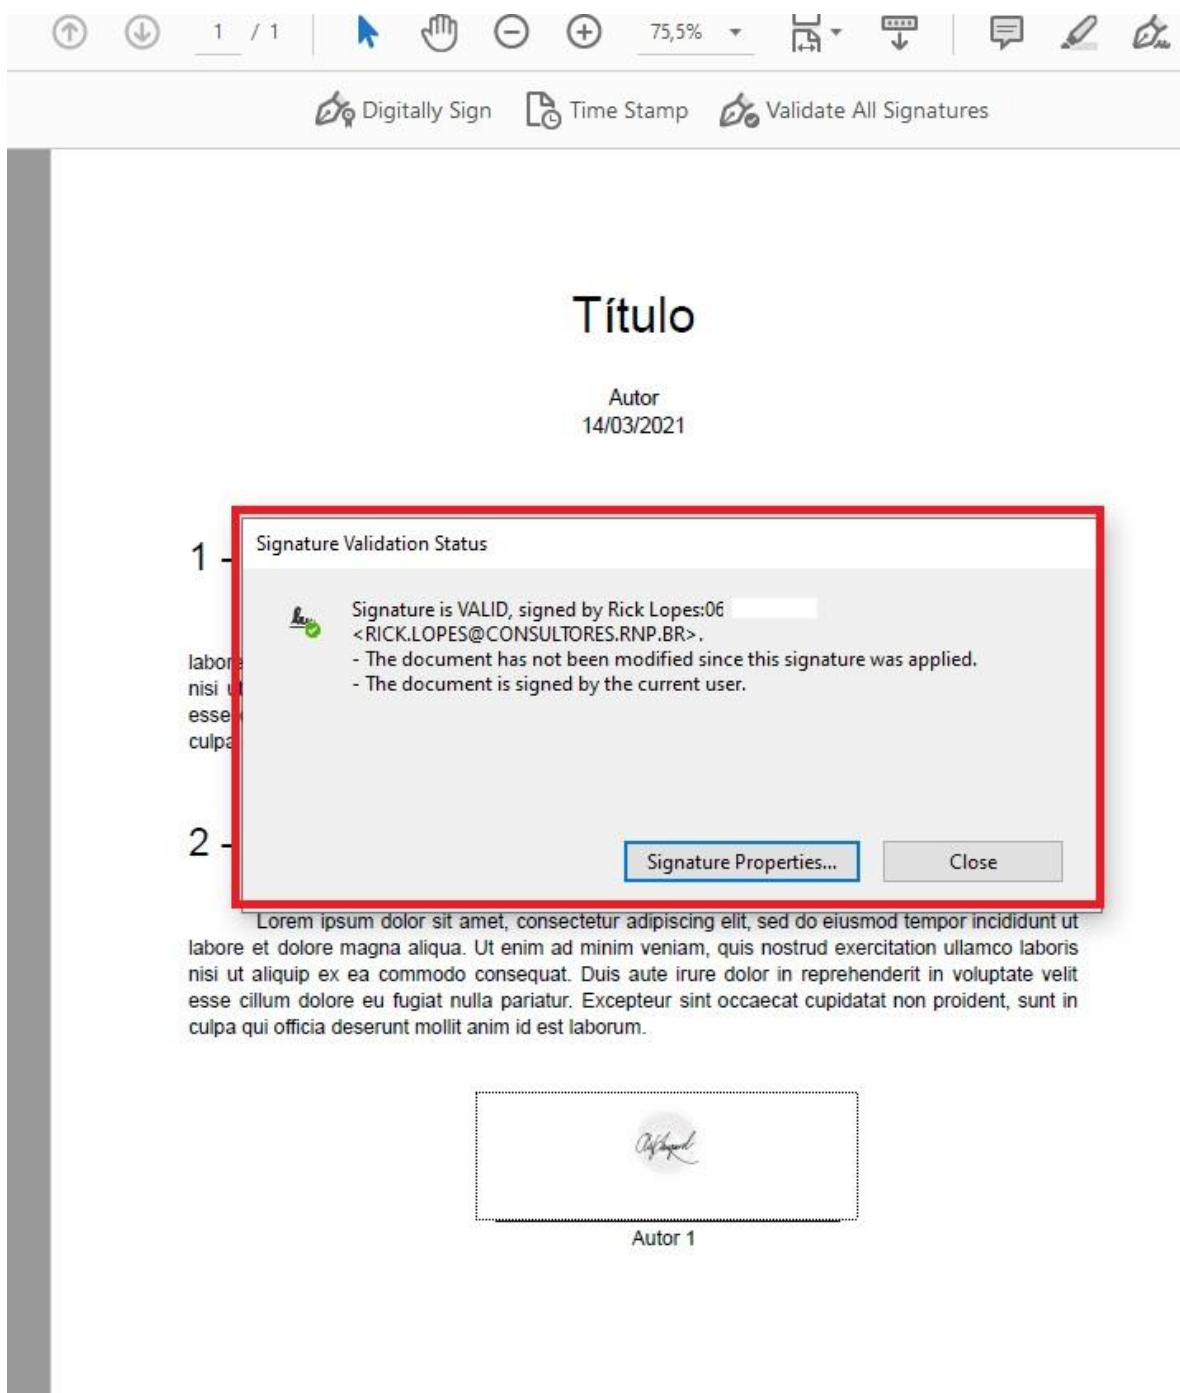 1 / 1
75,5%
Digitally Sign
Time Stamp
Validate All Signatures
Título
Autor
14/03/2021
1 -
Signature Validation Status
Signature is VALID, signed by Rick Lopes:06
<RICK.LOPES@CONSULTORES.RNP.BR>.
- The document has not been modified since this signature was applied.
- The document is signed by the current user.
labore
nisi ut
esse
culpa
Signature Properties...
Close
2 -
Lorem ipsum dolor sit amet, consectetur adipiscing elit, sed do eiusmod tempor incididunt ut
labore et dolore magna aliqua. Ut enim ad minim veniam, quis nostrud exercitation ullamco laboris
nisi ut aliquip ex ea commodo consequat. Duis aute irure dolor in reprehenderit in voluptate velit
esse cillum dolore eu fugiat nulla pariatur. Excepteur sint occaecat cupidatat non proident, sunt in
culpa qui officia deserunt mollit anim id est laborum.
Autor 1